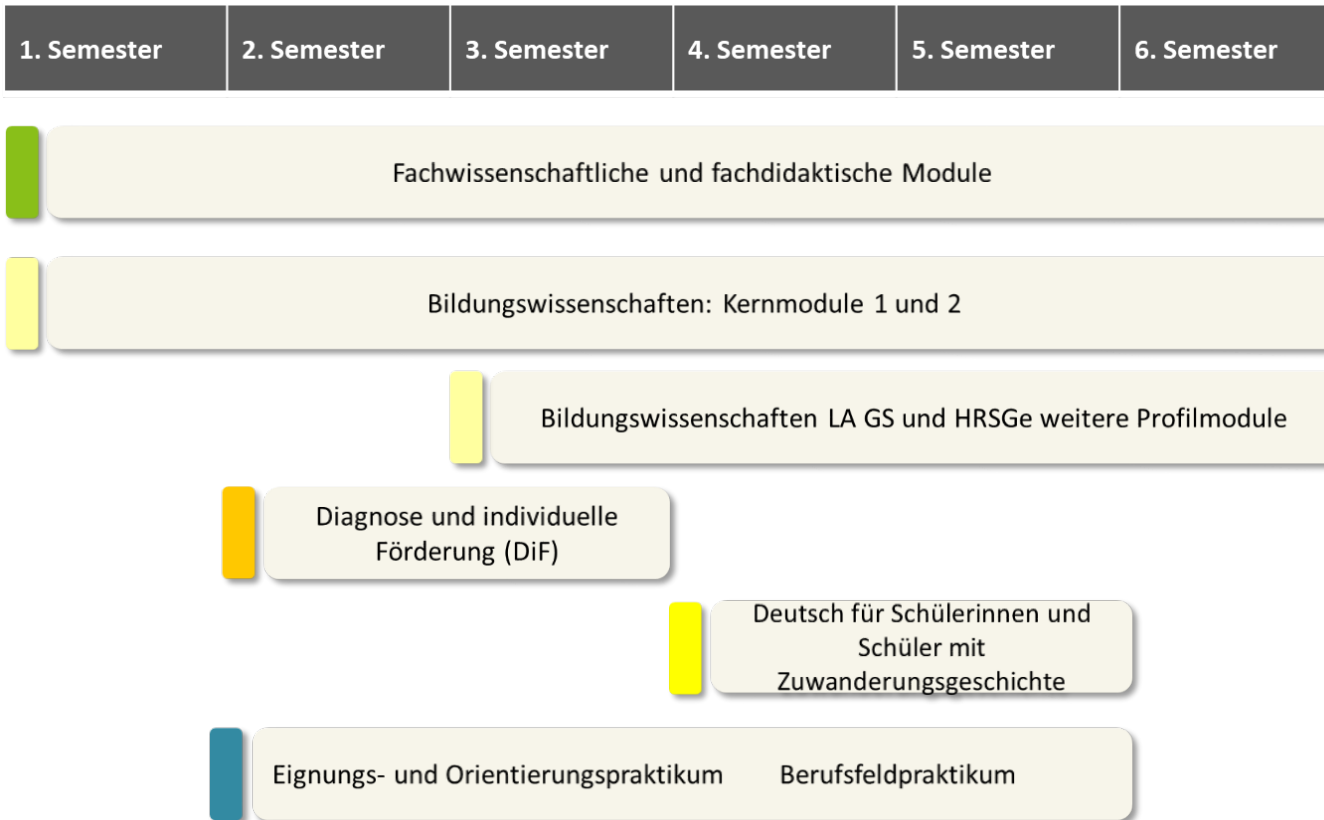 1. Semester
2. Semester
3. Semester
4. Semester
5. Semester
6. Semester
Fachwissenschaftliche und fachdidaktische Module
Bildungswissenschaften: Kernmodule 1 und 2
Bildungswissenschaften LA GS und HRSGe weitere Profilmodule
Diagnose und individuelle
Förderung (DiF)
Deutsch für Schülerinnen und
Schüler mit
Zuwanderungsgeschichte
Eignungs- und Orientierungspraktikum
Berufsfeldpraktikum